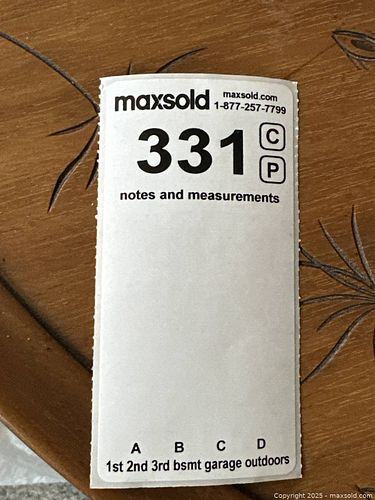 maxsold
maxsold.com
1-877-257-7799
331
C
P
notes and measurements
A B C D
1st 2nd 3rd bsmt garage outdoors
Copyright 2025 - maxsold.com